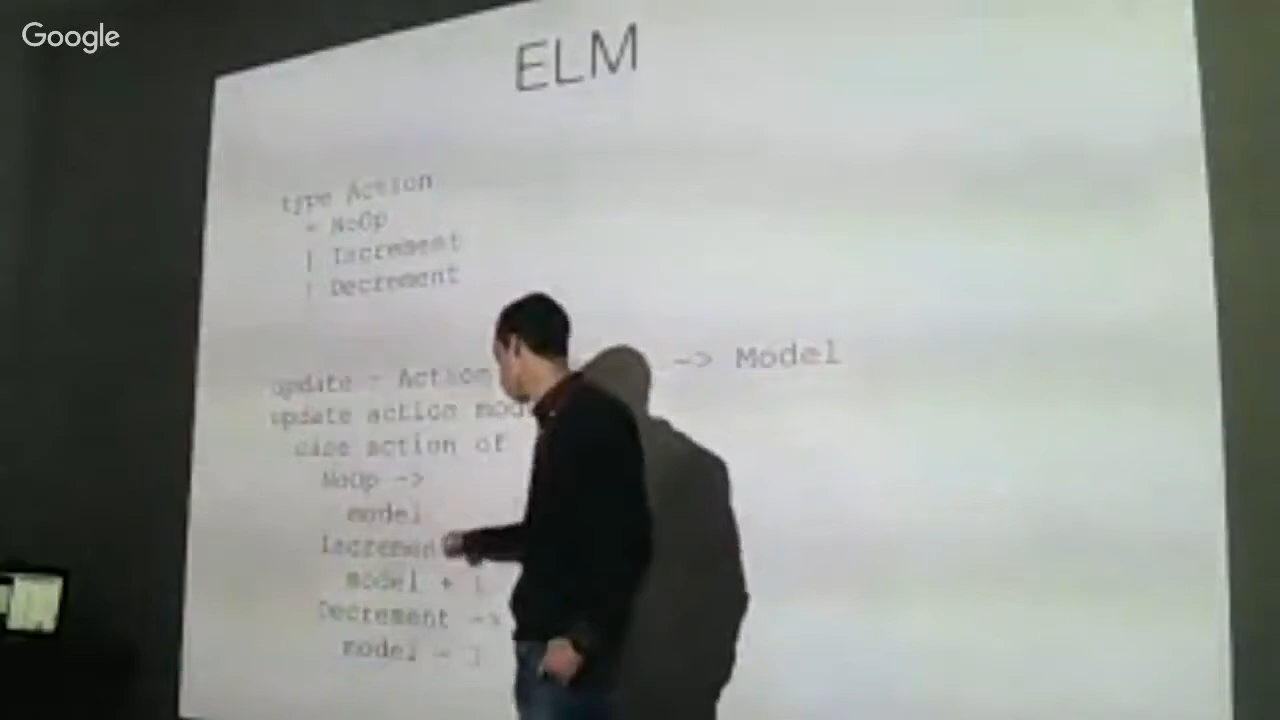 Google
ELM
type Action
= NoOp
| Increment
| Decrement
update : Action -> Model
update action mod
case action of
NoOp ->
model
Increment
model + 1
Decrement ->
model - 1